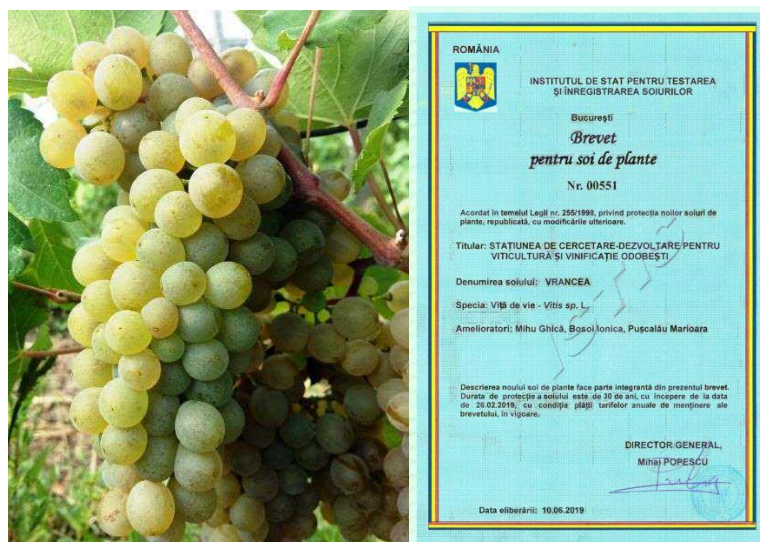 ROMÂNIA
INSTITUTUL DE STAT PENTRU TESTAREA
ȘI ÎNREGISTRAREA SOIURILOR
București
Brevet
pentru soi de plante
Nr. 00551
Acordat în temeiul Legii nr. 255/1998, privind protecția noilor soiuri de
plante, republicată, cu modificările ulterioare.
Titular: STAȚIUNEA DE CERCETARE-DEZVOLTARE PENTRU
VITICULTURĂ ȘI VINIFICAȚIE ODOBEȘTI
Denumirea soiului: VRANCEA
Specia: Viță de vie - Vitis sp. L.
Amelioratori: Mihu Ghică, Bosoi Ionica, Pușcalău Marioara
Descrierea noului soi de plante face parte integrantă din prezentul brevet.
Durata de protecție a soiului este de 30 de ani, cu începere de la data
de 26.02.2019, cu condiția plății tarifelor anuale de menținere ale
brevetului, în vigoare.
DIRECTOR GENERAL,
Mihai POPESCU
Data eliberării: 10.06.2019